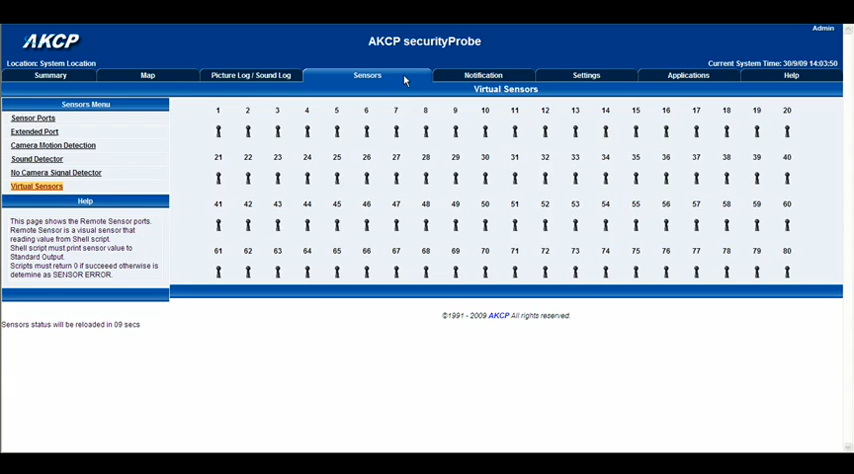 Admin
AKCP
AKCP securityProbe
Location: System Location
Current System Time: 30/9/09 14:03:50
Summary Map Picture Log / Sound Log Sensors Notification Settings Applications Help
Sensors Menu
Virtual Sensors
Sensor Ports
Extended Port
Camera Motion Detection
Sound Detector
No Camera Signal Detector
Virtual Sensors
Help
This page shows the Remote Sensor ports.
Remote Sensor is a visual sensor that
reading value from Shell script.
Shell script must print sensor value to
Standard Output.
Scripts must return 0 if succeeed otherwise is
detemine as SENSOR ERROR.
1 2 3 4 5 6 7 8 9 10 11 12 13 14 15 16 17 18 19 20
21 22 23 24 25 26 27 28 29 30 31 32 33 34 35 36 37 38 39 40
41 42 43 44 45 46 47 48 49 50 51 52 53 54 55 56 57 58 59 60
61 62 63 64 65 66 67 68 69 70 71 72 73 74 75 76 77 78 79 80
©1991 - 2009 AKCP All rights reserved.
Sensors status will be reloaded in 09 secs